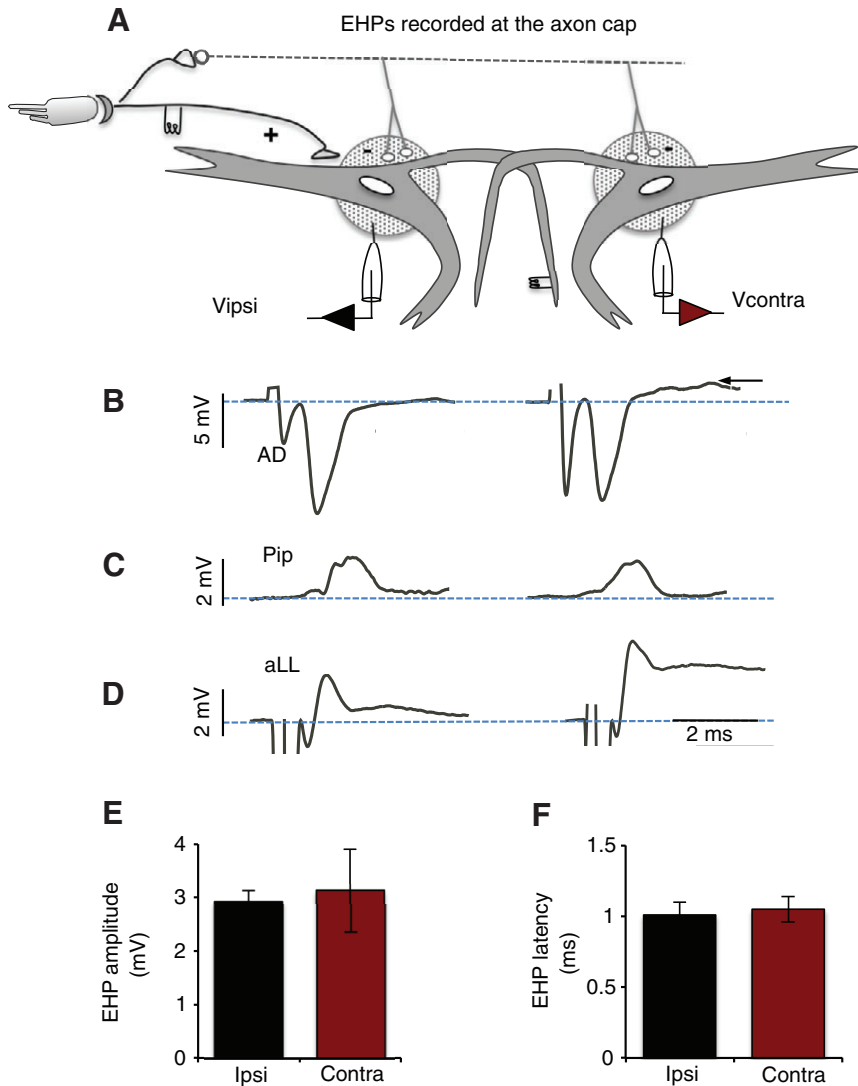 A
EHPs recorded at the axon cap
+
-
-
Vipsi
Vcontra
B
5 mV
AD
C
2 mV
Pip
D
2 mV
aLL
2 ms
E
EHP amplitude
(mV)
4
3
2
1
0
Ipsi
Contra
F
EHP latency
(ms)
1.5
1
0.5
0
Ipsi
Contra